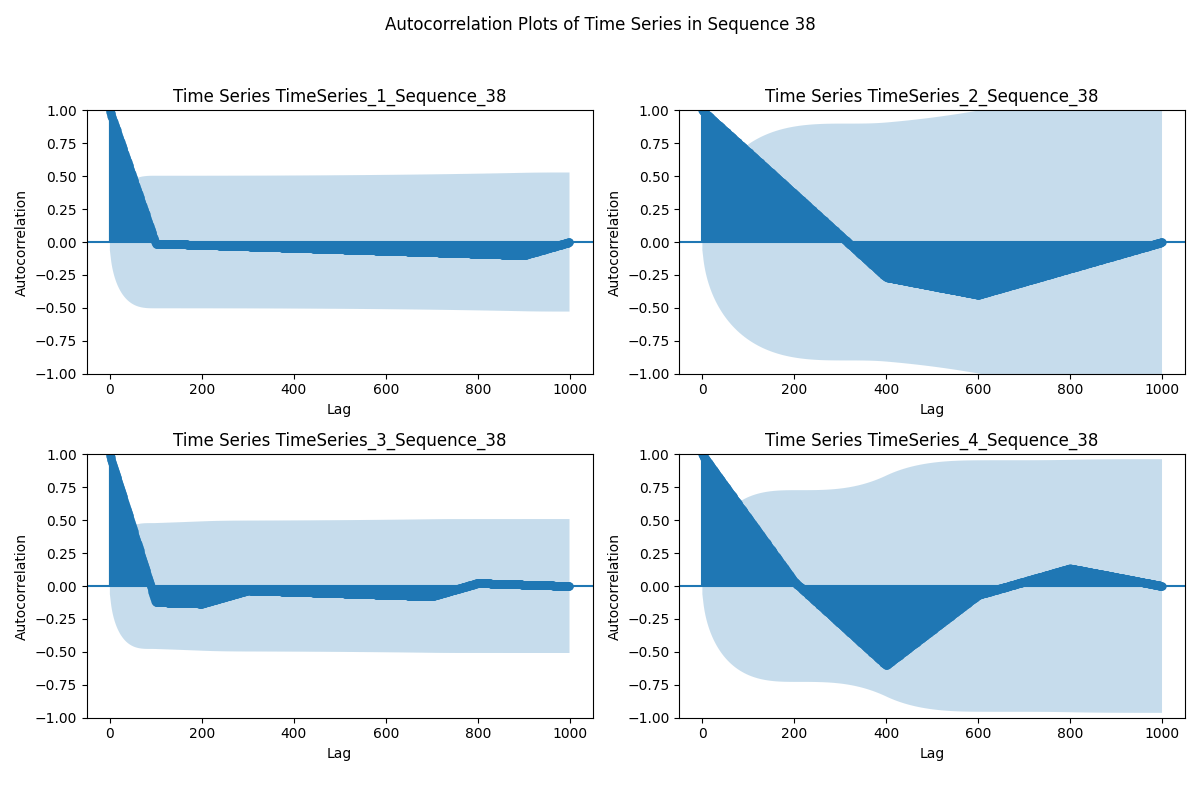 Autocorrelation Plots of Time Series in Sequence 38
Time Series TimeSeries_1_Sequence_38
Autocorrelation
1.00
0.75
0.50
0.25
0.00
−0.25
−0.50
−0.75
−1.00
0 200 400 600 800 1000
Lag
Time Series TimeSeries_2_Sequence_38
Autocorrelation
1.00
0.75
0.50
0.25
0.00
−0.25
−0.50
−0.75
−1.00
0 200 400 600 800 1000
Lag
Time Series TimeSeries_3_Sequence_38
Autocorrelation
1.00
0.75
0.50
0.25
0.00
−0.25
−0.50
−0.75
−1.00
0 200 400 600 800 1000
Lag
Time Series TimeSeries_4_Sequence_38
Autocorrelation
1.00
0.75
0.50
0.25
0.00
−0.25
−0.50
−0.75
−1.00
0 200 400 600 800 1000
Lag